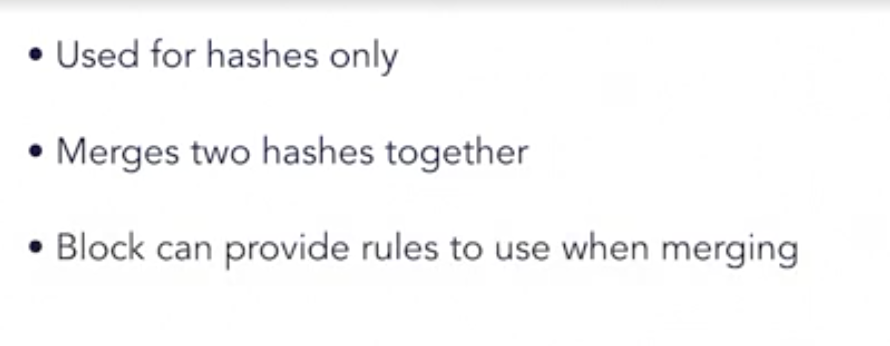 • Used for hashes only
• Merges two hashes together
• Block can provide rules to use when merging